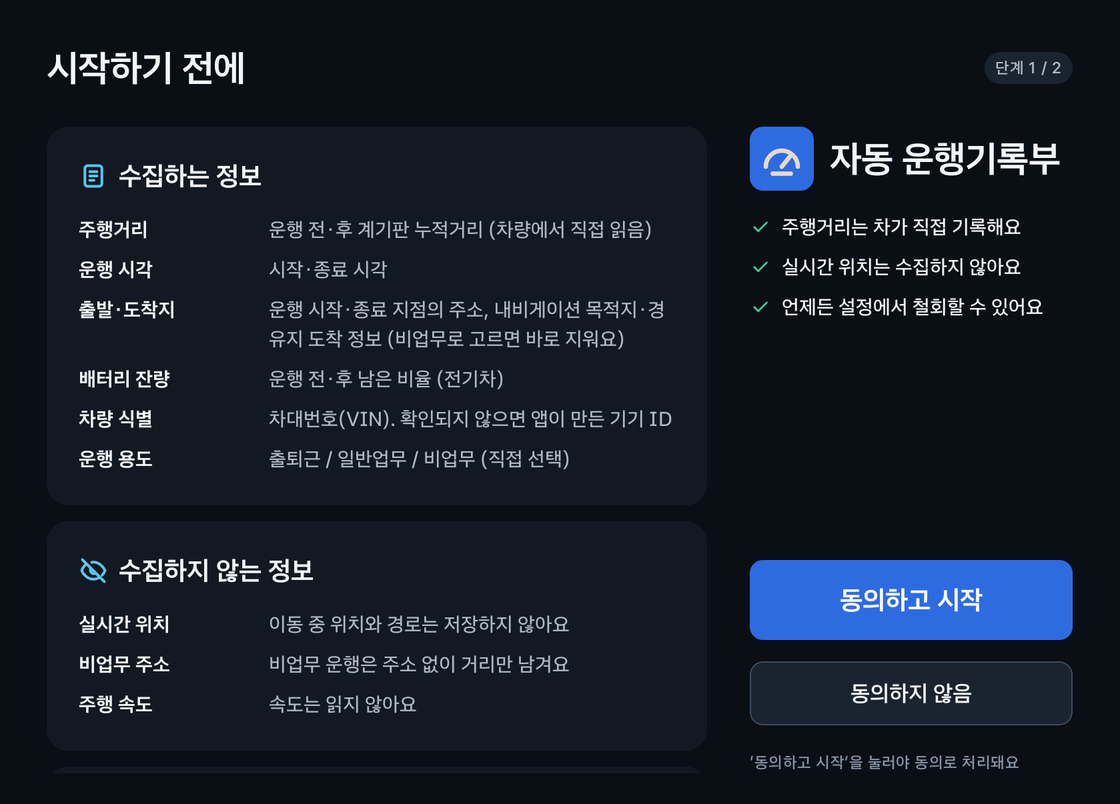 시작하기 전에
단계 1 / 2
수집하는 정보
주행거리 운행 전·후 계기판 누적거리 (차량에서 직접 읽음)
운행 시각 시작·종료 시각
출발·도착지 운행 시작·종료 지점의 주소, 내비게이션 목적지·경
유지 도착 정보 (비업무로 고르면 바로 지워요)
배터리 잔량 운행 전·후 남은 비율 (전기차)
차량 식별 차대번호(VIN). 확인되지 않으면 앱이 만든 기기 ID
운행 용도 출퇴근 / 일반업무 / 비업무 (직접 선택)
수집하지 않는 정보
실시간 위치 이동 중 위치와 경로는 저장하지 않아요
비업무 주소 비업무 운행은 주소 없이 거리만 남겨요
주행 속도 속도는 읽지 않아요
자동 운행기록부
주행거리는 차가 직접 기록해요
실시간 위치는 수집하지 않아요
언제든 설정에서 철회할 수 있어요
동의하고 시작
동의하지 않음
'동의하고 시작'을 눌러야 동의로 처리돼요